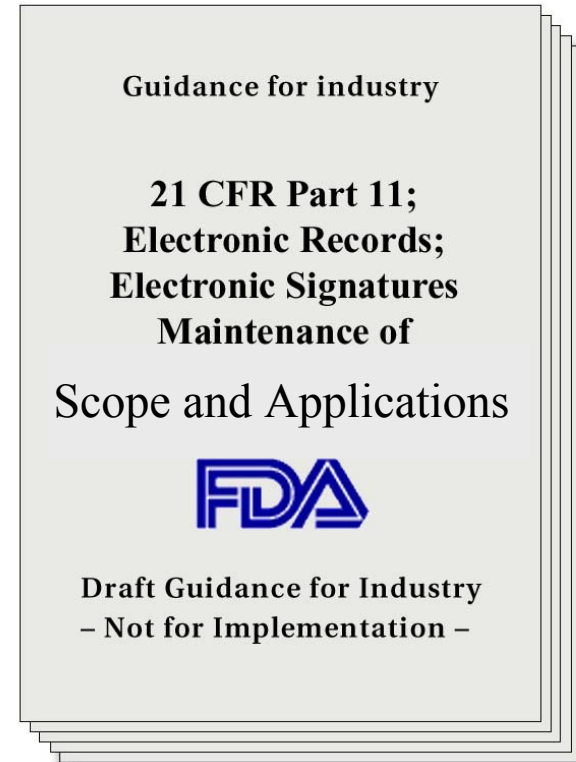 Guidance for industry
21 CFR Part 11;
Electronic Records;
Electronic Signatures
Maintenance of
Scope and Applications
FDA
Draft Guidance for Industry
– Not for Implementation –